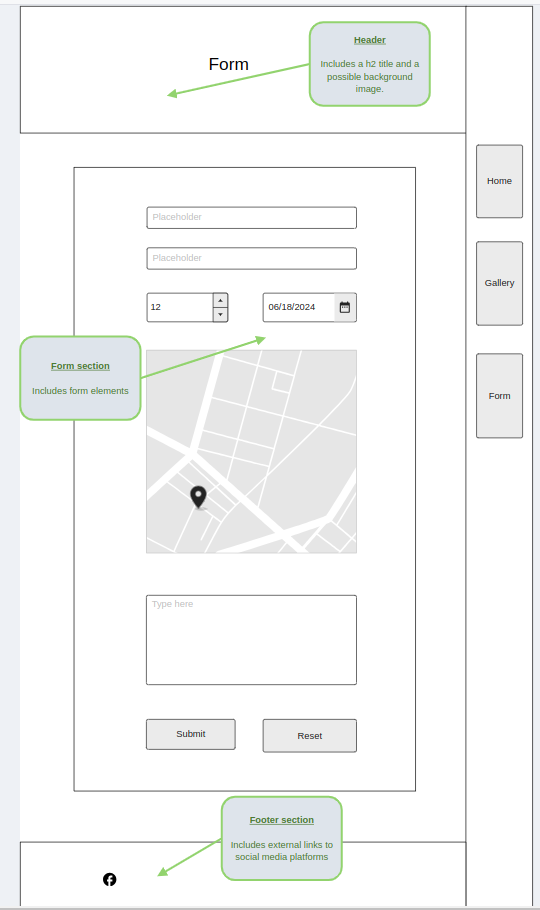 Header
Includes a h2 title and a
possible background
image.
Form
Home
Placeholder
Placeholder
Gallery
12
06/18/2024
Form section
Includes form elements
Form
Type here
Submit
Reset
Footer section
Includes external links to
social media platforms